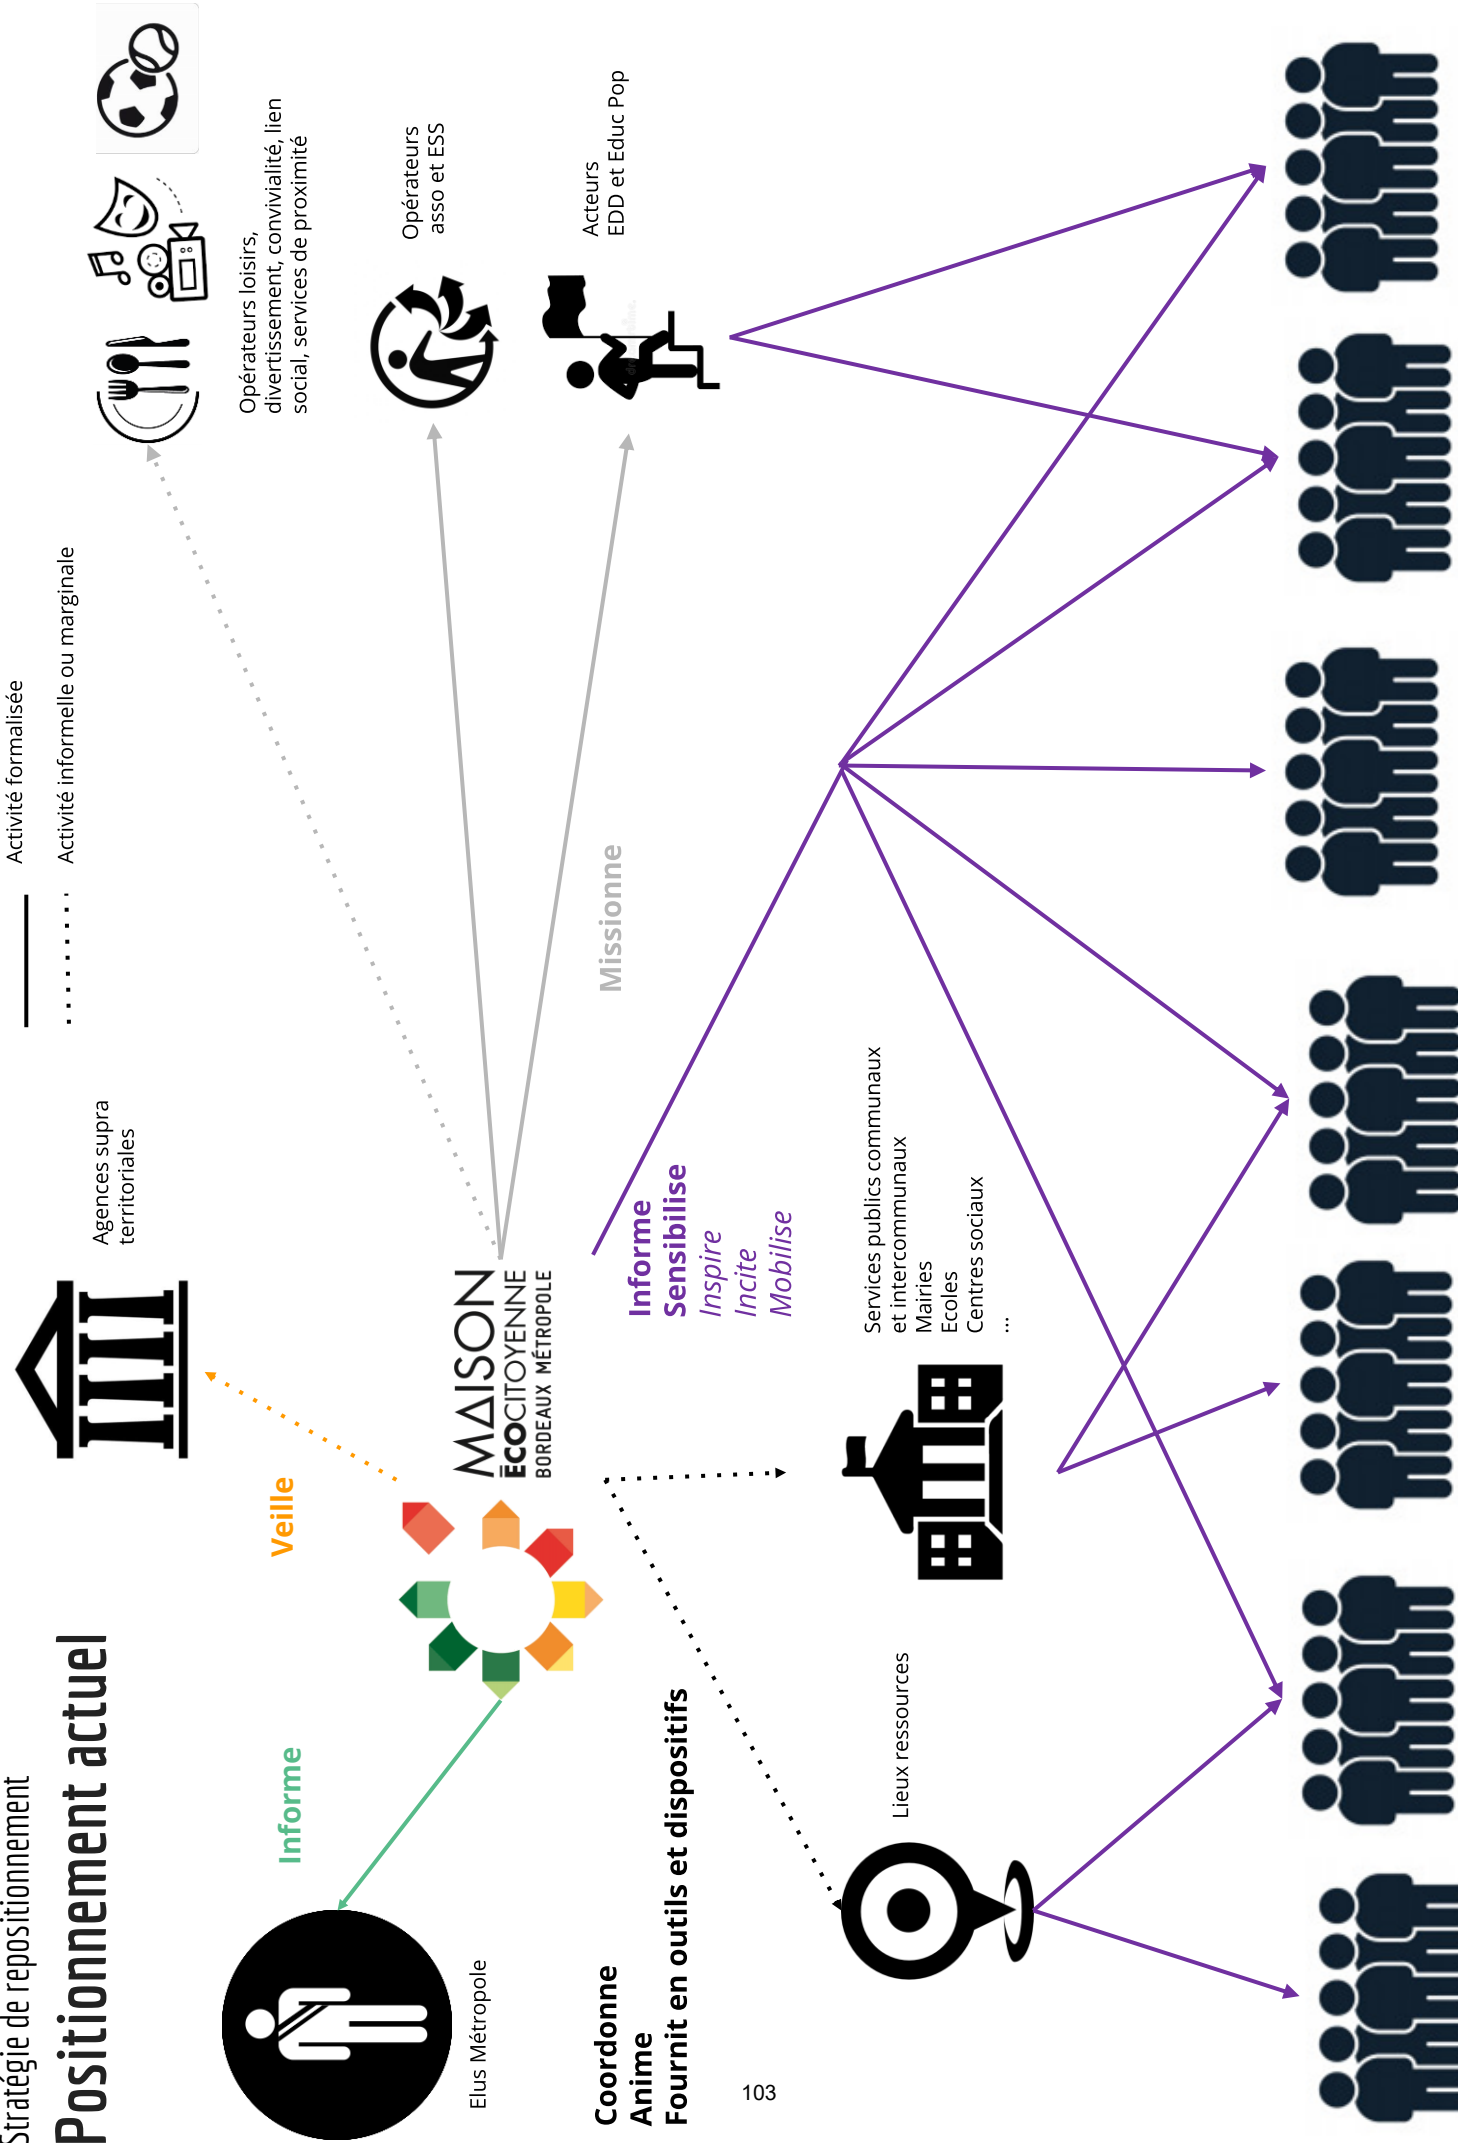 Stratégie de repositionnement
Positionnement actuel
Activité formalisée
Activité informelle ou marginale
Agences supra
territoriales
Veille
Informe
Elus Métropole
MAISON
ÉCOCITOYENNE
BORDEAUX MÉTROPOLE
Opérateurs loisirs,
divertissement, convivialité, lien
social, services de proximité
Opérateurs
asso et ESS
Acteurs
EDD et Educ Pop
Missionne
Informe
Sensibilise
Inspire
Incite
Mobilise
Coordonne
Anime
Fournit en outils et dispositifs
Services publics communaux
et intercommunaux
Mairies
Ecoles
Centres sociaux
...
Lieux ressources
103